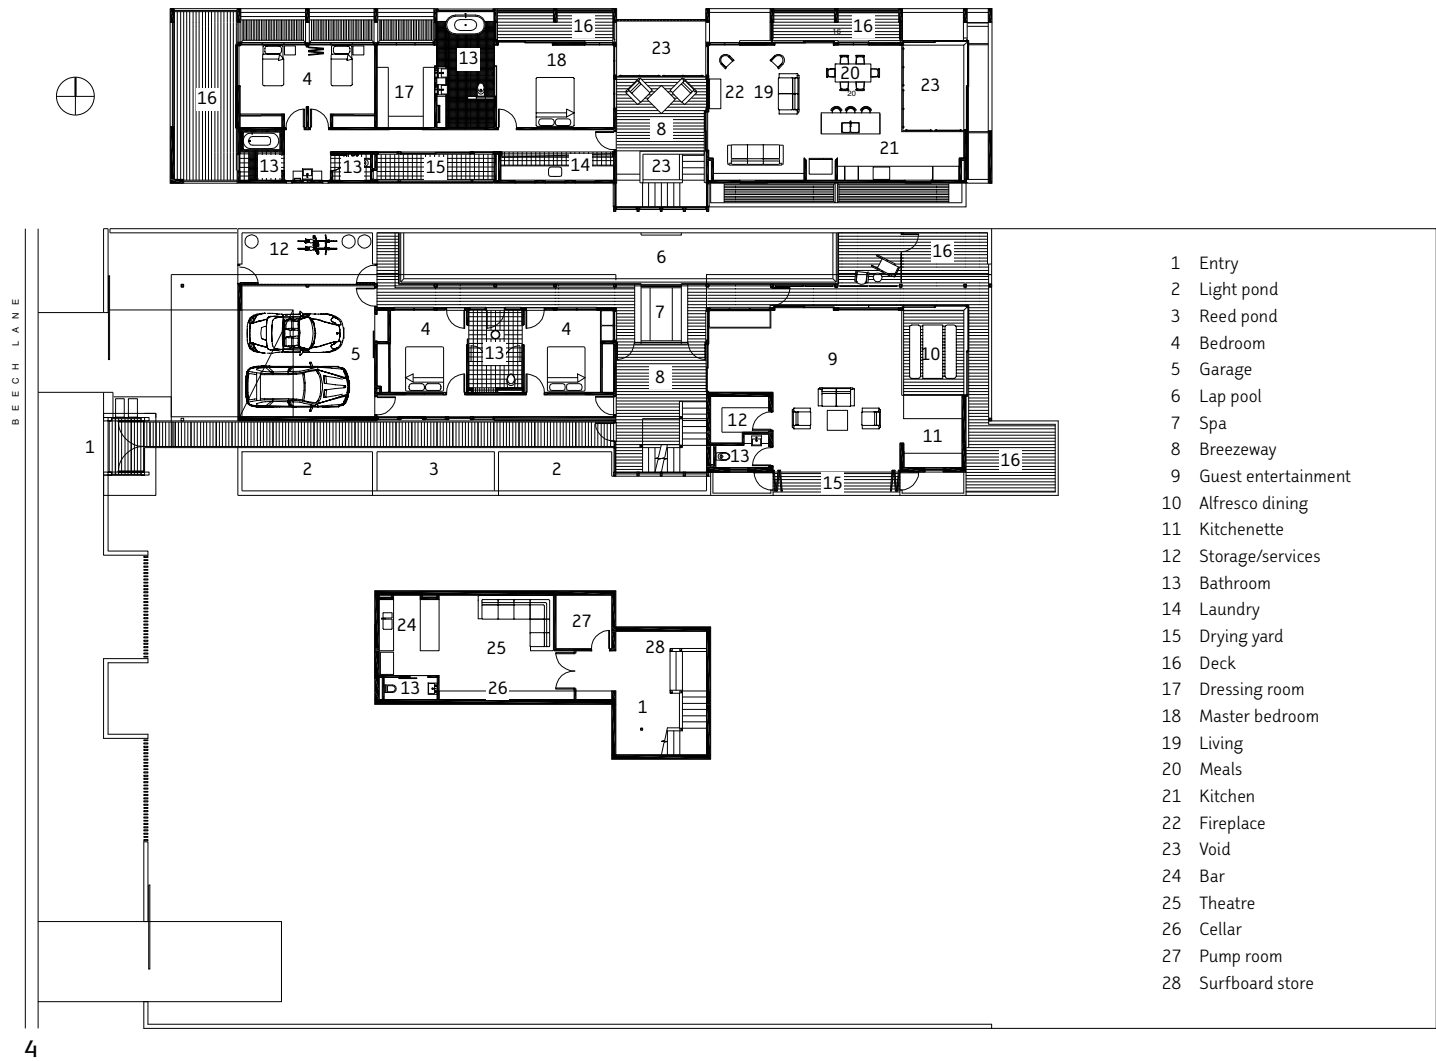 16
16
23
13
18
4
20
22
19
23
16
17
20
8
21
13
13
15
14
23
12
16
6
BEECH LANE
7
4
4
13
5
9
10
8
12
11
1
13
2
3
2
16
15
24
27
25
28
13
26
1
1 Entry
2 Light pond
3 Reed pond
4 Bedroom
5 Garage
6 Lap pool
7 Spa
8 Breezeway
9 Guest entertainment
10 Alfresco dining
11 Kitchenette
12 Storage/services
13 Bathroom
14 Laundry
15 Drying yard
16 Deck
17 Dressing room
18 Master bedroom
19 Living
20 Meals
21 Kitchen
22 Fireplace
23 Void
24 Bar
25 Theatre
26 Cellar
27 Pump room
28 Surfboard store
4